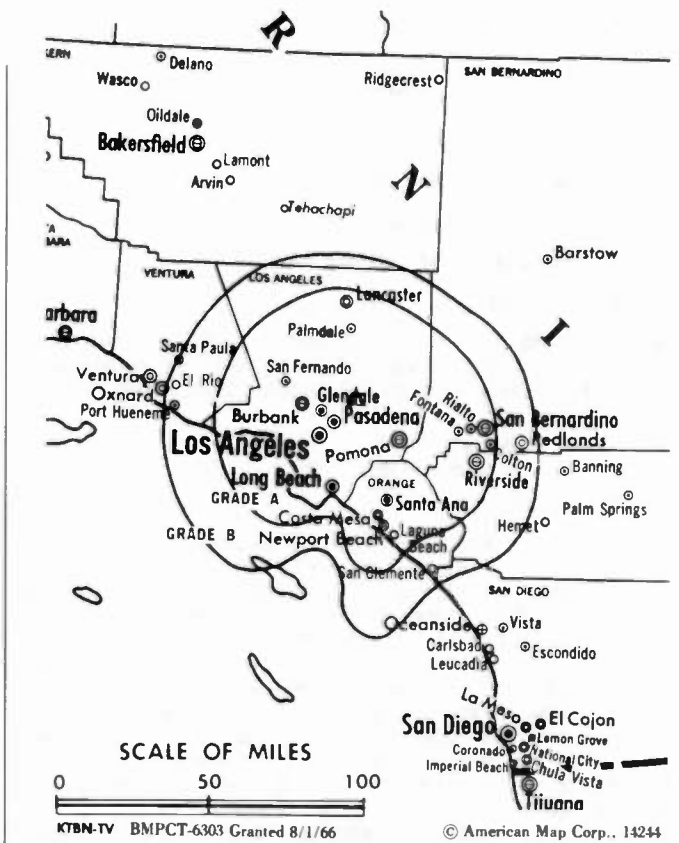 R
KERN
Delano
Wasco
Ridgecrest
SAN BERNARDINO
Oildale
Bakersfield
N
Lamont
Arvin
Tehachapi
Barstow
VENTURA
LOS ANGELES
I
Lancaster
arbara
Palmdale
Santa Paula
San Fernando
Ventura
El Rio
Oxnard
Port Hueneme
Glendale
Burbank
Pasadena
Rialto
Fontana
San Bernardino
Redlands
Los Angeles
Pomona
Colton
Riverside
Banning
Long Beach
ORANGE
Palm Springs
GRADE A
Santa Ana
Costa Mesa
Hemet
GRADE B
Newport Beach
Laguna
Beach
San Clemente
SAN DIEGO
Oceanside
Vista
Carlsbad
Escondido
Leucadia
La Mesa
El Cajon
San Diego
Lemon Grove
SCALE OF MILES
Coronado
National City
Imperial Beach
Chula Vista
0 50 100
Tijuana
KTBN-TV BMPCT-6303 Granted 8/1/66
© American Map Corp., 14244